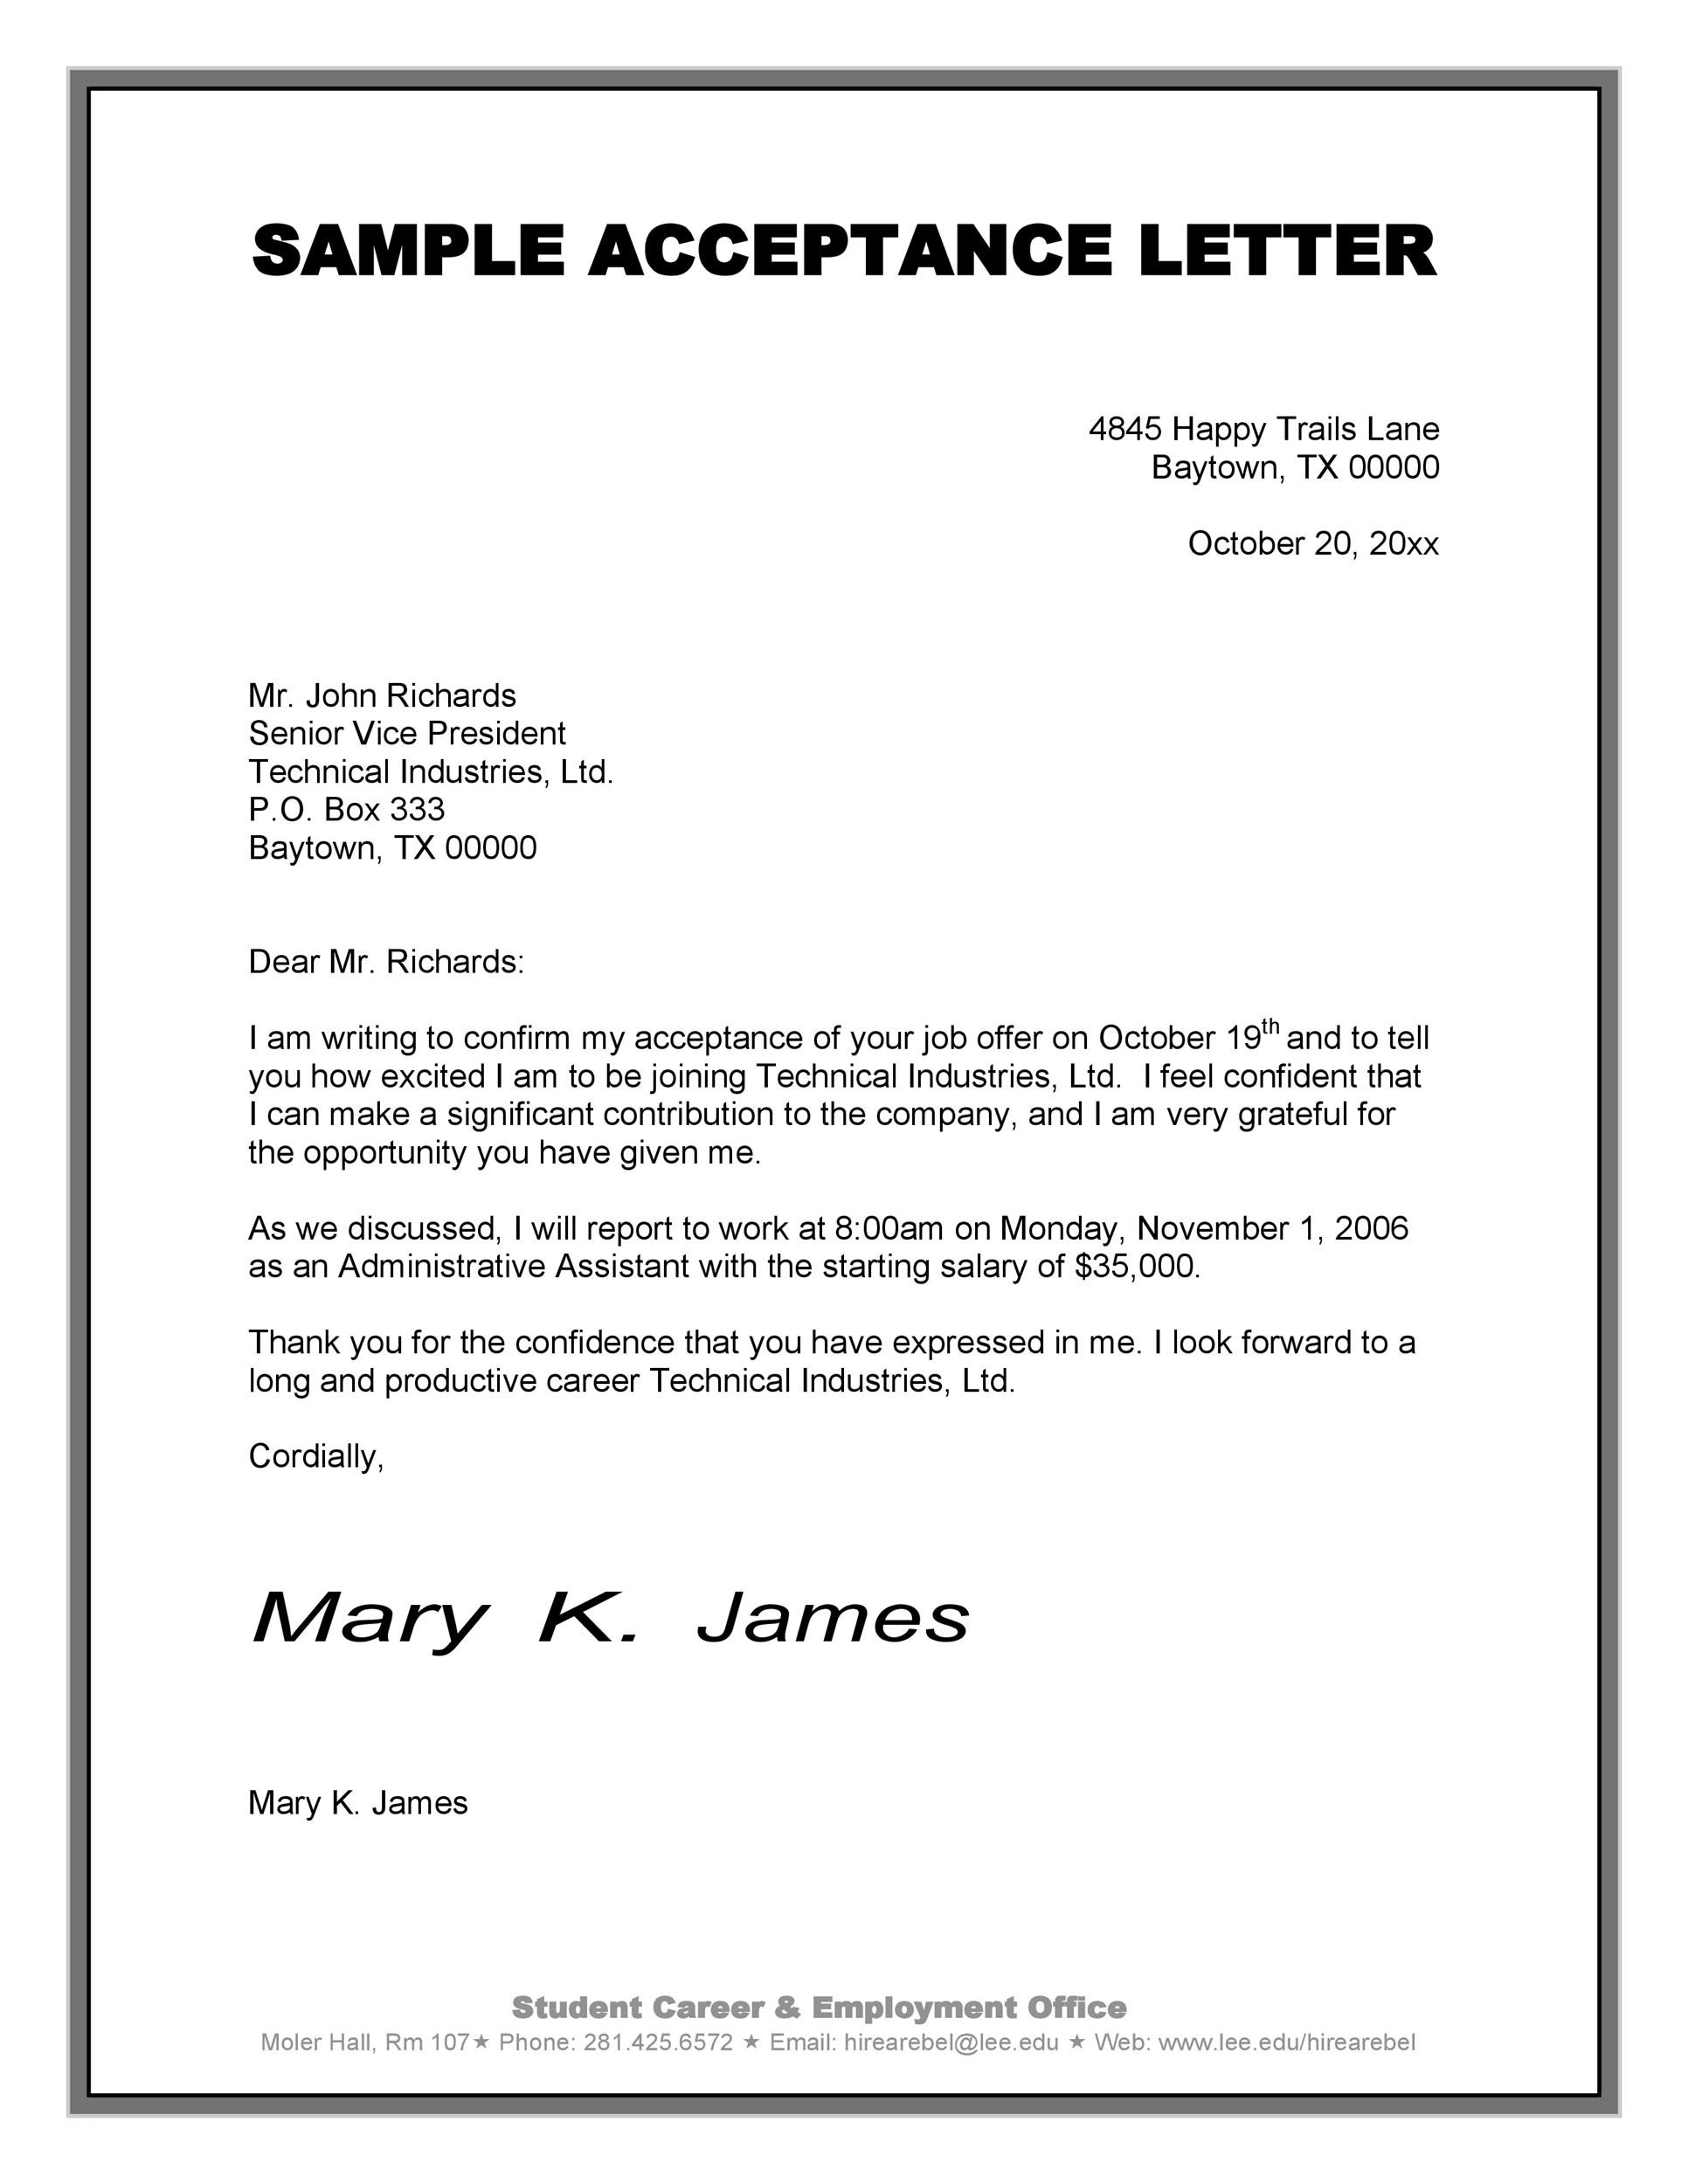 SAMPLE ACCEPTANCE LETTER
4845 Happy Trails Lane
Baytown, TX 00000
October 20, 20xx
Mr. John Richards
Senior Vice President
Technical Industries, Ltd.
P.O. Box 333
Baytown, TX 00000
Dear Mr. Richards:
I am writing to confirm my acceptance of your job offer on October 19th and to tell
you how excited I am to be joining Technical Industries, Ltd.  I feel confident that
I can make a significant contribution to the company, and I am very grateful for
the opportunity you have given me.
As we discussed, I will report to work at 8:00am on Monday, November 1, 2006
as an Administrative Assistant with the starting salary of $35,000.
Thank you for the confidence that you have expressed in me. I look forward to a
long and productive career Technical Industries, Ltd.
Cordially,
Mary K. James
Mary K. James
Student Career & Employment Office
Moler Hall, Rm 107★ Phone: 281.425.6572 ★ Email: hirearebel@lee.edu ★ Web: www.lee.edu/hirearebel